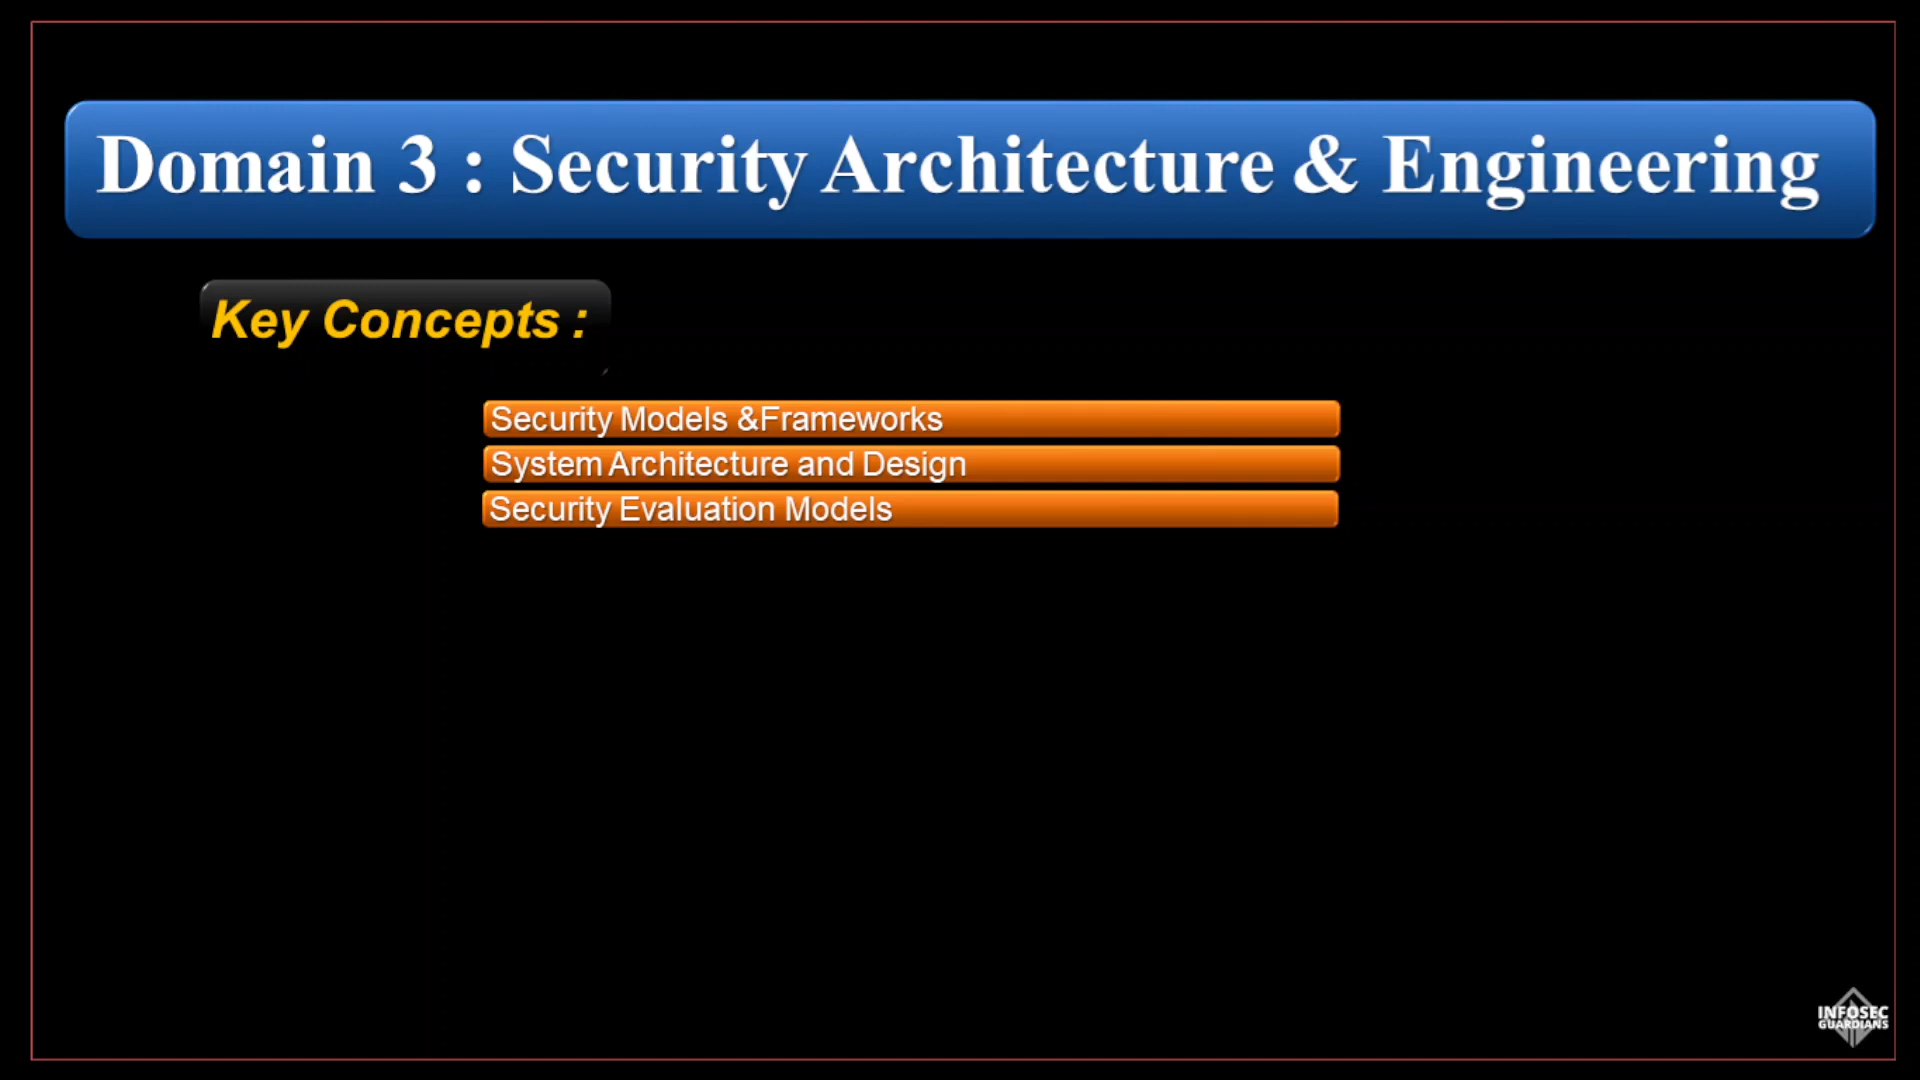 Domain 3 : Security Architecture & Engineering
Key Concepts :
Security Models &Frameworks
System Architecture and Design
Security Evaluation Models
INFOSEC
GUARDIANS